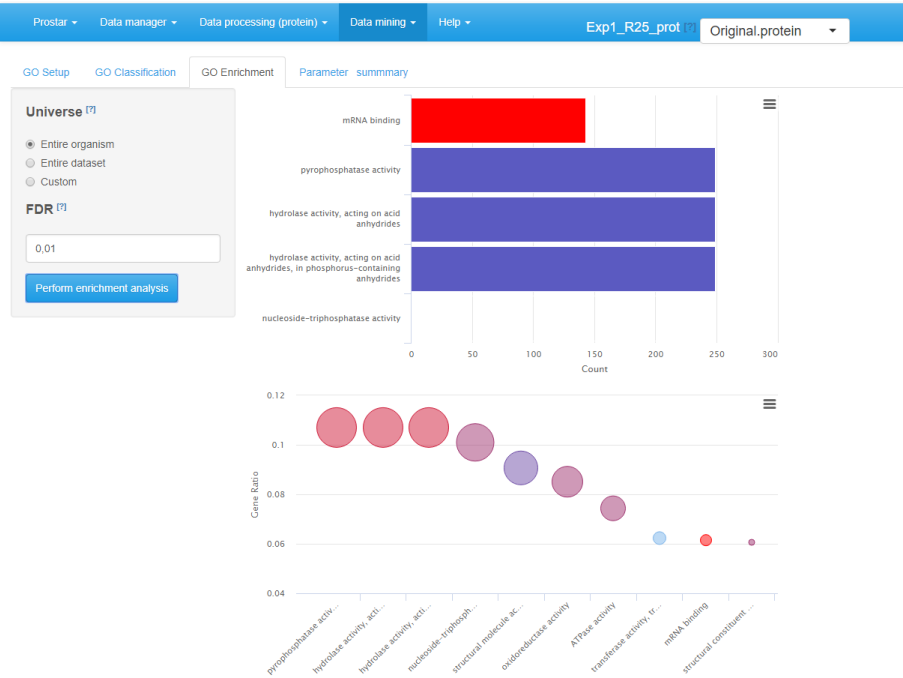 Prostar Data manager Data processing (protein) Data mining Help Exp1_R25_prot [?] Original.protein
GO Setup GO Classification GO Enrichment Parameter summmary
Universe [?]
Entire organism
Entire dataset
Custom
FDR [?]
0,01
Perform enrichment analysis
mRNA binding
pyrophosphatase activity
hydrolase activity, acting on acid
anhydrides
hydrolase activity, acting on acid
anhydrides, in phosphorus-containing
anhydrides
nucleoside-triphosphatase activity
0 50 100 150 200 250 300
Count
0.12
0.1
0.08
0.06
0.04
Gene Ratio
pyrophosphatase activ...
hydrolase activity, acti...
hydrolase activity, acti...
nucleoside-triphosph...
structural molecule ac...
oxidoreductase activity
ATPase activity
transferase activity, tr...
mRNA binding
structural constituent ...